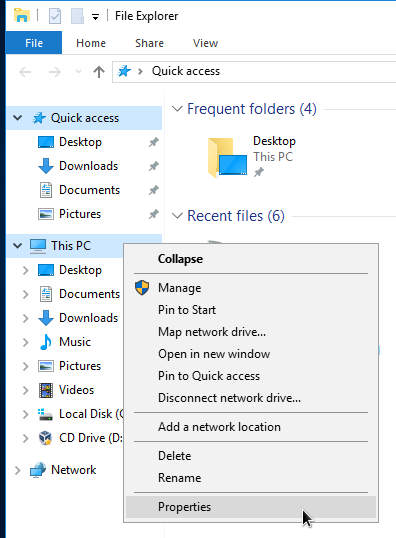 File Explorer
File Home Share View
Quick access
Quick access
Desktop
Downloads
Documents
Pictures
This PC
Desktop
Documents
Downloads
Music
Pictures
Videos
Local Disk (C
CD Drive (D:
Network
Frequent folders (4)
Desktop
This PC
Recent files (6)
Collapse
Manage
Pin to Start
Map network drive...
Open in new window
Pin to Quick access
Disconnect network drive...
Add a network location
Delete
Rename
Properties